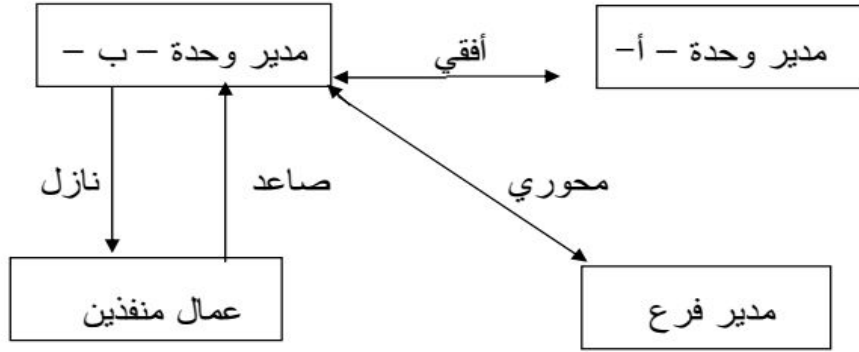 مدير وحدة – أ–
أفقي
مدير وحدة – ب –
محوري
صاعد
نازل
مدير فرع
عمال منفذين